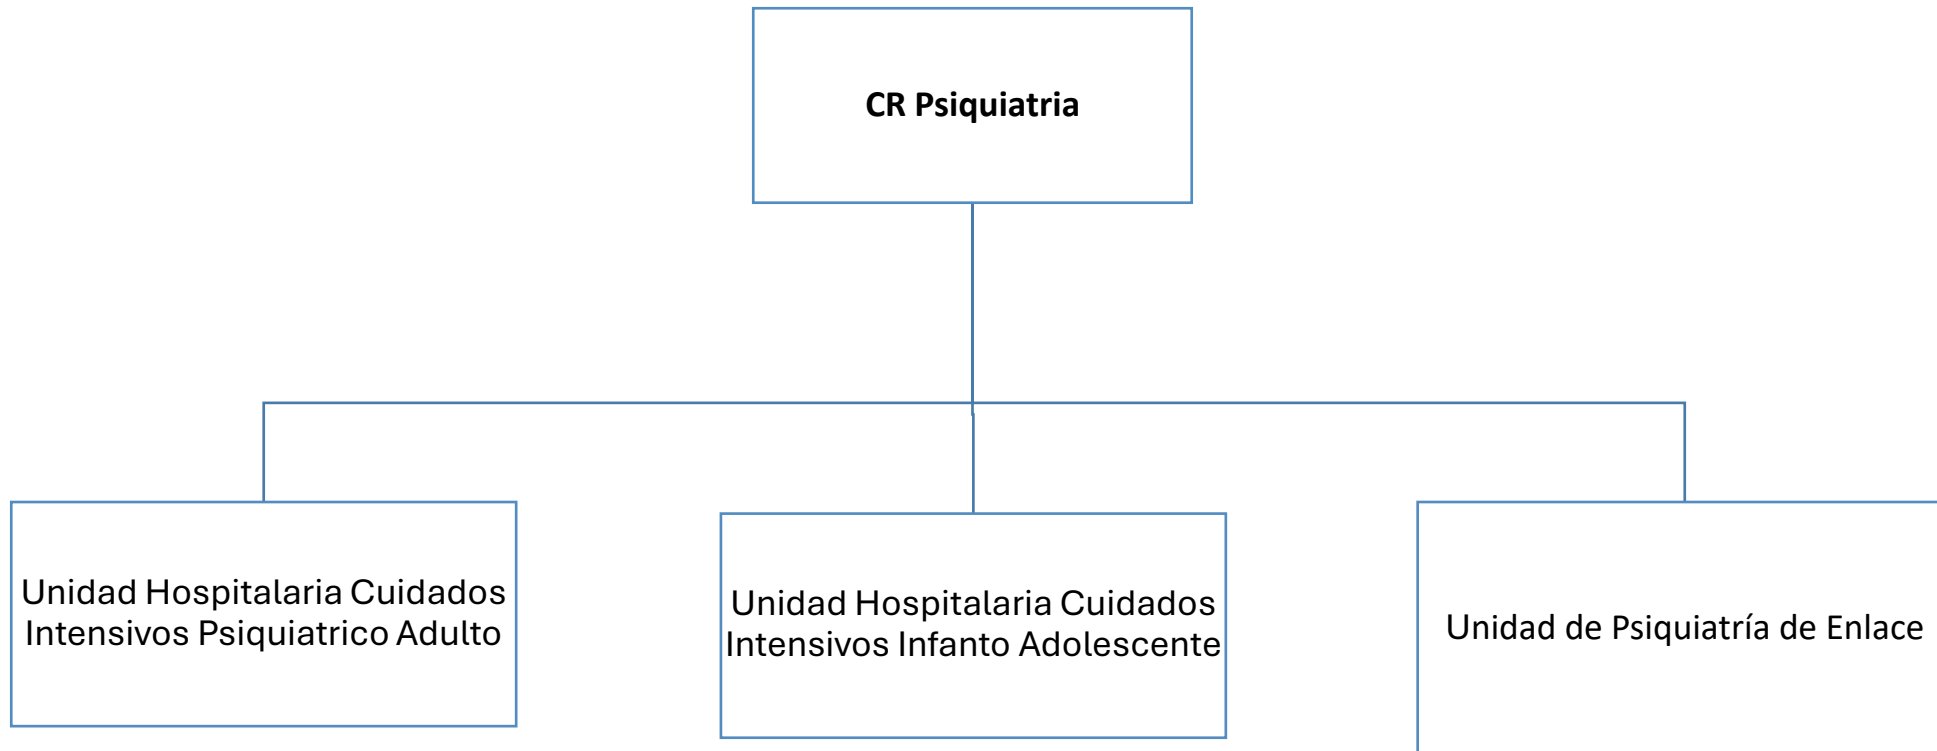 CR Psiquiatria
Unidad Hospitalaria Cuidados
Intensivos Psiquiatrico Adulto
Unidad Hospitalaria Cuidados
Intensivos Infanto Adolescente
Unidad de Psiquiatría de Enlace